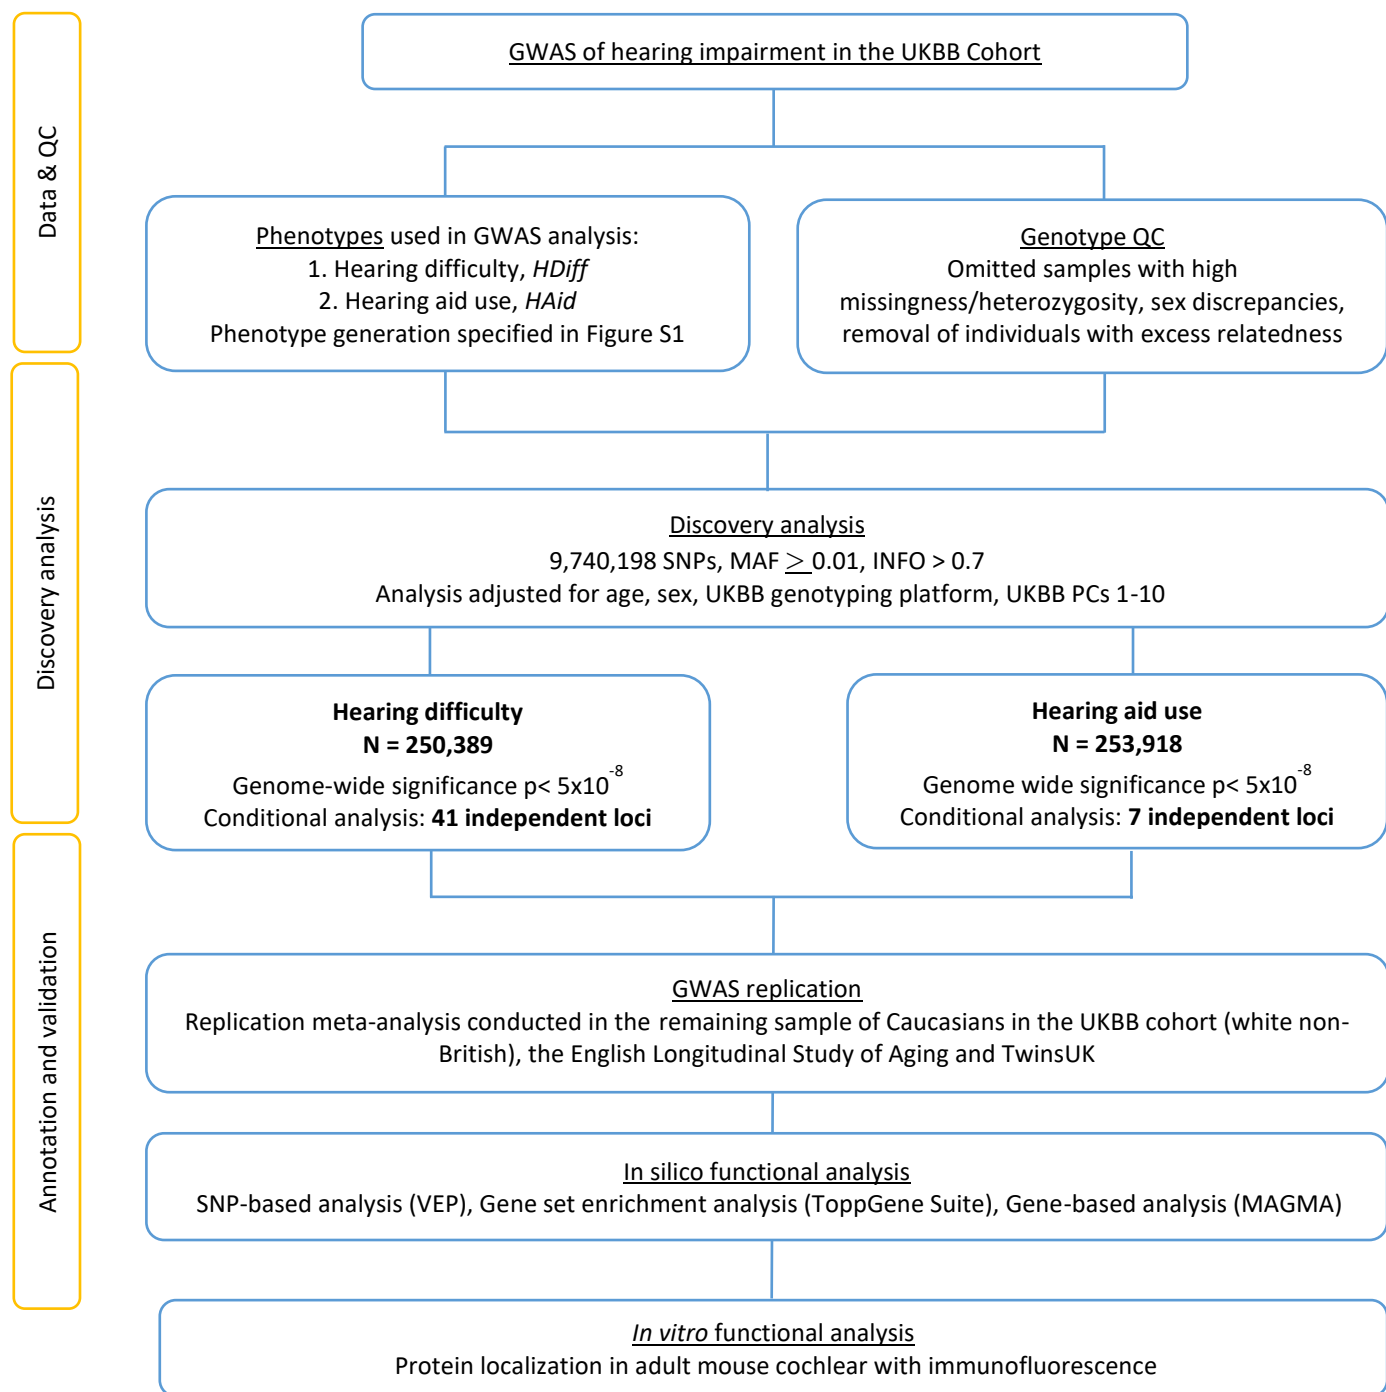 GWAS of hearing impairment in the UKBB Cohort
Data & QC
Phenotypes used in GWAS analysis:
1. Hearing difficulty, HDiff
2. Hearing aid use, HAid
Phenotype generation specified in Figure S1
Genotype QC
Omitted samples with high
missingness/heterozygosity, sex discrepancies,
removal of individuals with excess relatedness
Discovery analysis
Discovery analysis
9,740,198 SNPs, MAF ≥ 0.01, INFO > 0.7
Analysis adjusted for age, sex, UKBB genotyping platform, UKBB PCs 1-10
Hearing difficulty
N = 250,389
Genome-wide significance p< 5x10⁻⁸
Conditional analysis: 41 independent loci
Hearing aid use
N = 253,918
Genome wide significance p< 5x10⁻⁸
Conditional analysis: 7 independent loci
Annotation and validation
GWAS replication
Replication meta-analysis conducted in the remaining sample of Caucasians in the UKBB cohort (white non-
British), the English Longitudinal Study of Aging and TwinsUK
In silico functional analysis
SNP-based analysis (VEP), Gene set enrichment analysis (ToppGene Suite), Gene-based analysis (MAGMA)
In vitro functional analysis
Protein localization in adult mouse cochlear with immunofluorescence